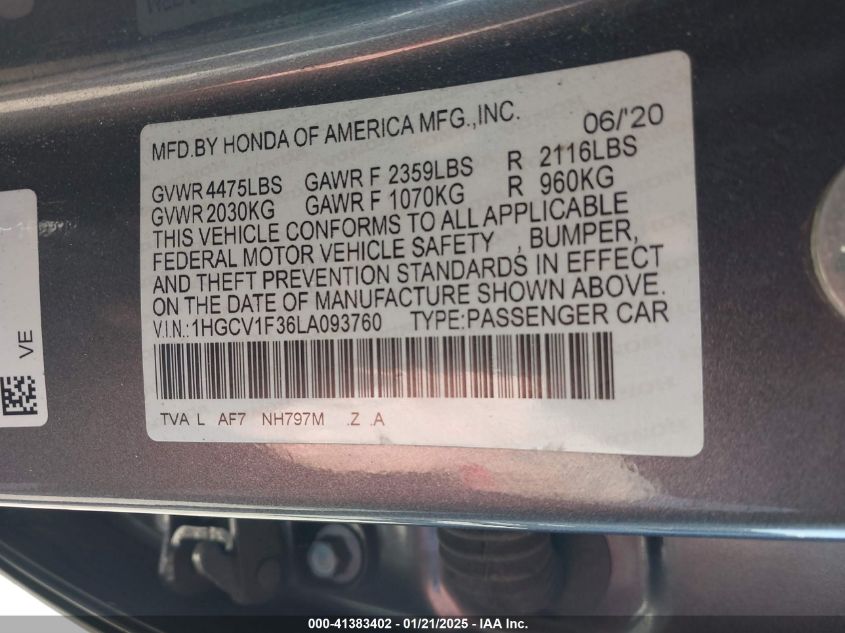 MFD.BY HONDA OF AMERICA MFG.,INC. 06/'20
GVWR 4475LBS GAWR F 2359LBS R 2116LBS
GVWR 2030KG GAWR F 1070KG R 960KG
THIS VEHICLE CONFORMS TO ALL APPLICABLE
FEDERAL MOTOR VEHICLE SAFETY , BUMPER,
AND THEFT PREVENTION STANDARDS IN EFFECT
ON THE DATE OF MANUFACTURE SHOWN ABOVE.
V.I.N.:1HGCV1F36LA093760 TYPE:PASSENGER CAR
TVA L AF7 NH797M .Z .A
VE
000-41383402 - 01/21/2025 - IAA Inc.